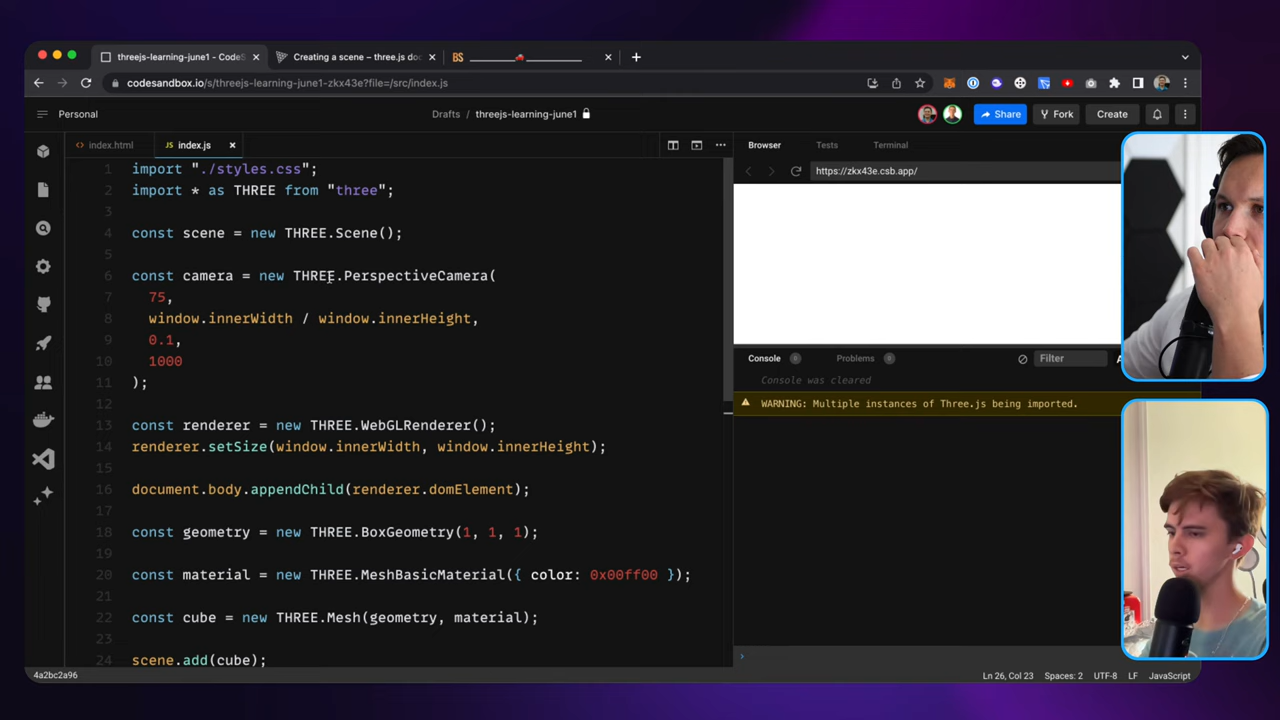 threejs-learning-june1 - CodeS
Creating a scene – three.js doc
BS
codesandbox.io/s/threejs-learning-june1-zkx43e?file=/src/index.js
Personal
Drafts / threejs-learning-june1
Share
Fork
Create
index.html
JS index.js
Browser
Tests
Terminal
https://zkx43e.csb.app/
1 import "./styles.css";
2 import * as THREE from "three";
3
4 const scene = new THREE.Scene();
5
6 const camera = new THREE.PerspectiveCamera(
7 75,
8 window.innerWidth / window.innerHeight,
9 0.1,
10 1000
11 );
12
13 const renderer = new THREE.WebGLRenderer();
14 renderer.setSize(window.innerWidth, window.innerHeight);
15
16 document.body.appendChild(renderer.domElement);
17
18 const geometry = new THREE.BoxGeometry(1, 1, 1);
19
20 const material = new THREE.MeshBasicMaterial({ color: 0x00ff00 });
21
22 const cube = new THREE.Mesh(geometry, material);
23
24 scene.add(cube);
Console 0
Problems 0
Filter
A
Console was cleared
WARNING: Multiple instances of Three.js being imported.
4a2bc2a96
Ln 26, Col 23
Spaces: 2
UTF-8
LF
JavaScript